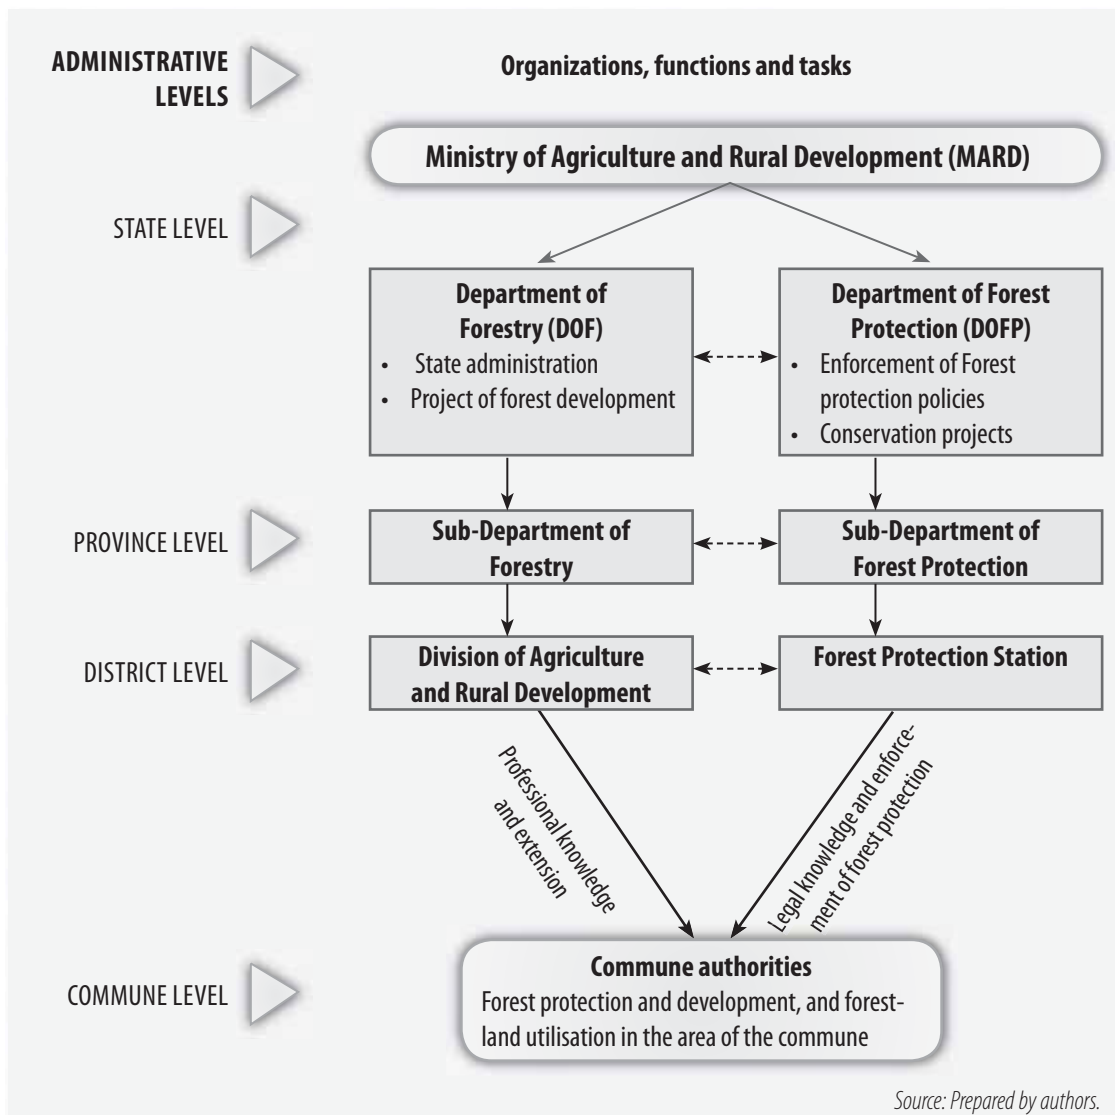 ADMINISTRATIVE
LEVELS
Organizations, functions and tasks
Ministry of Agriculture and Rural Development (MARD)
STATE LEVEL
Department of
Forestry (DOF)
• State administration
• Project of forest development
Department of Forest
Protection (DOFP)
• Enforcement of Forest
protection policies
• Conservation projects
PROVINCE LEVEL
Sub-Department of
Forestry
Sub-Department of
Forest Protection
DISTRICT LEVEL
Division of Agriculture
and Rural Development
Forest Protection Station
Professional knowledge
and extension
Legal knowledge and enforce-
ment of forest protection
COMMUNE LEVEL
Commune authorities
Forest protection and development, and forest-
land utilisation in the area of the commune
Source: Prepared by authors.